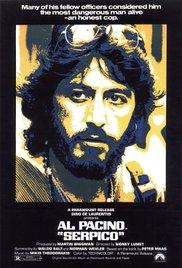 Many of his fellow officers considered him
the most dangerous man alive
-an honest cop.
A PARAMOUNT RELEASE
DINO DE LAURENTIIS
presents
AL PACINO
"SERPICO"
Produced by MARTIN BREGMAN Directed by SIDNEY LUMET
Screenplay by WALDO SALT and NORMAN WEXLER Based on the book by PETER MAAS
Music by MIKIS THEODORAKIS Color by TECHNICOLOR A Paramount Release